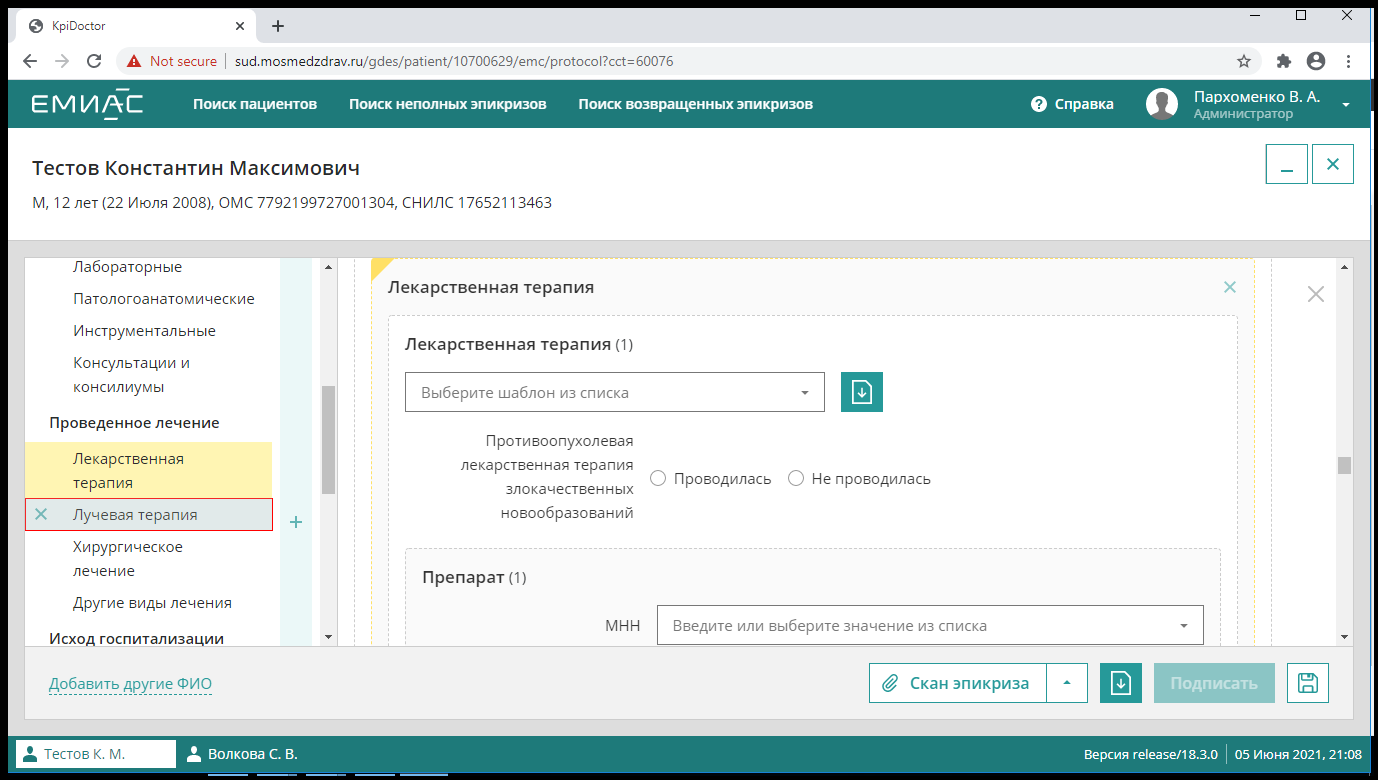 KpiDoctor
Not secure
sud.mosmedzdrav.ru/gdes/patient/10700629/emc/protocol?cct=60076
ЕМИАС
Поиск пациентов
Поиск неполных эпикризов
Поиск возвращенных эпикризов
? Справка
Пархоменко В. А.
Администратор
Тестов Константин Максимович
М, 12 лет (22 Июля 2008), ОМС 7792199727001304, СНИЛС 17652113463
Лабораторные
Патологоанатомические
Инструментальные
Консультации и
консилиумы
Проведенное лечение
Лекарственная
терапия
Лучевая терапия
Хирургическое
лечение
Другие виды лечения
Исход госпитализации
Лекарственная терапия
Лекарственная терапия (1)
Выберите шаблон из списка
Противоопухолевая
лекарственная терапия
злокачественных
новообразований
Проводилась
Не проводилась
Препарат (1)
МНН
Введите или выберите значение из списка
Добавить другие ФИО
Скан эпикриза
Подписать
Тестов К. М.
Волкова С. В.
Версия release/18.3.0
05 Июня 2021, 21:08